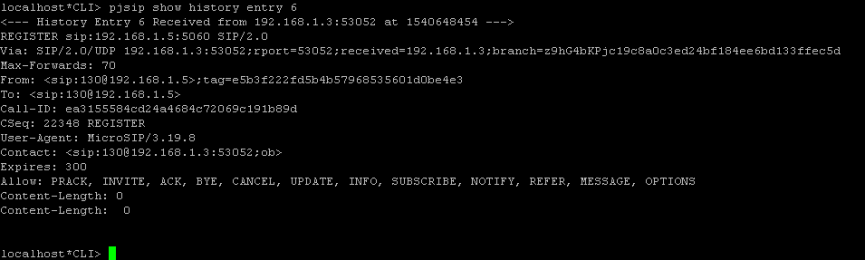 localhost*CLI> pjsip show history entry 6
<--- History Entry 6 Received from 192.168.1.3:53052 at 1540648454 --->
REGISTER sip:192.168.1.5:5060 SIP/2.0
Via: SIP/2.0/UDP 192.168.1.3:53052;rport=53052;received=192.168.1.3;branch=z9hG4bKPjc19c8a0c3ed24bf184ee6bd133ffec5d
Max-Forwards: 70
From: <sip:130@192.168.1.5>;tag=e5b3f222fd5b4b57968535601d0be4e3
To: <sip:130@192.168.1.5>
Call-ID: ea3155584cd24a4684c72069c191b89d
CSeq: 22348 REGISTER
User-Agent: MicroSIP/3.19.8
Contact: <sip:130@192.168.1.3:53052;ob>
Expires: 300
Allow: PRACK, INVITE, ACK, BYE, CANCEL, UPDATE, INFO, SUBSCRIBE, NOTIFY, REFER, MESSAGE, OPTIONS
Content-Length: 0
Content-Length:  0
localhost*CLI>